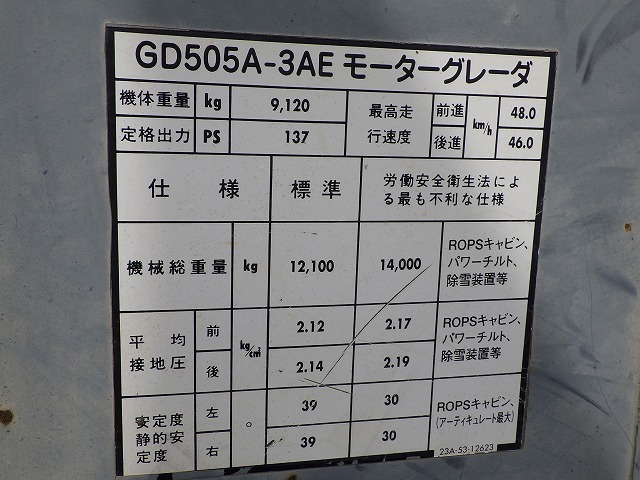 GD505A-3AE モーターグレーダ
機体重量 kg 9,120 最高走行速度 前進 km/h 48.0
定格出力 PS 137 後進 46.0
仕様 標準 労働安全衛生法によ
る最も不利な仕様
機械総重量 kg 12,100 14,000 ROPSキャビン、
パワーチルト、
除雪装置等
平均接地圧 前 kg/cm² 2.12 2.17 ROPSキャビン、
パワーチルト、
後 2.14 2.19 除雪装置等
安定度 左 ° 39 30 ROPSキャビン、
静的安 (アーティキュレート最大)
定度 右 39 30
23A-53-12623